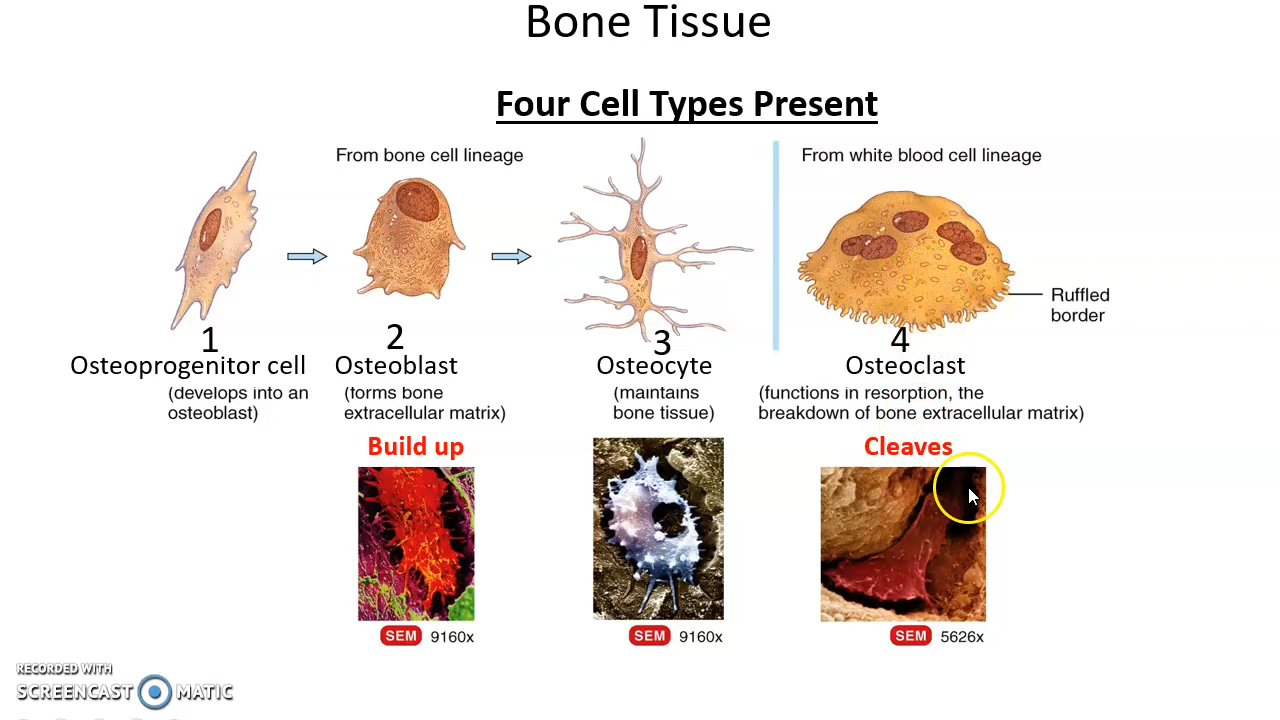 Bone Tissue
Four Cell Types Present
From bone cell lineage
From white blood cell lineage
Ruffled
border
1
2
3
4
Osteoprogenitor cell
Osteoblast
Osteocyte
Osteoclast
(develops into an
osteoblast)
(forms bone
extracellular matrix)
(maintains
bone tissue)
(functions in resorption, the
breakdown of bone extracellular matrix)
Build up
Cleaves
SEM 9160x
SEM 9160x
SEM 5626x
RECORDED WITH
SCREENCAST MATIC